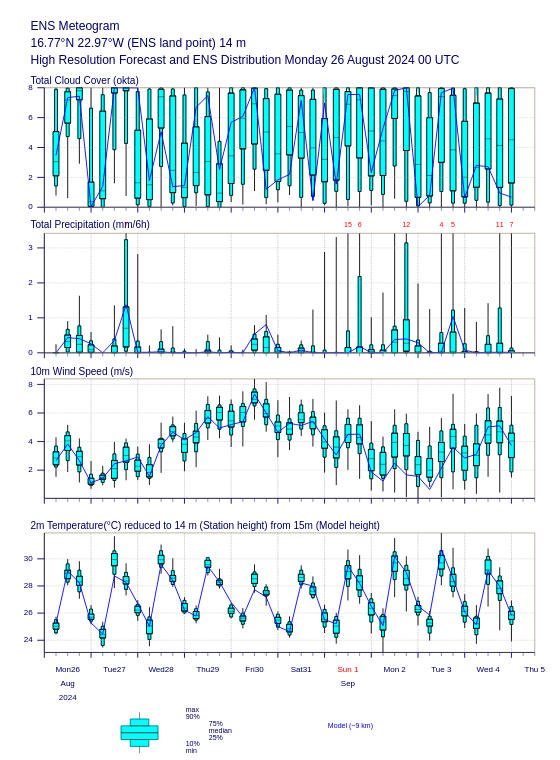 ENS Meteogram
16.77°N 22.97°W (ENS land point) 14 m
High Resolution Forecast and ENS Distribution Monday 26 August 2024 00 UTC
Total Cloud Cover (okta)
8
6
4
2
0
Total Precipitation (mm/6h)
15 6 12 4 5 11 7
3
2
1
0
10m Wind Speed (m/s)
8
6
4
2
2m Temperature(°C) reduced to 14 m (Station height) from 15m (Model height)
30
28
26
24
Mon26 Tue27 Wed28 Thu29 Fri30 Sat31 Sun 1 Mon 2 Tue 3 Wed 4 Thu 5
Aug Sep
2024
max
90%
75%
median
25%
10%
min
Model (~9 km)